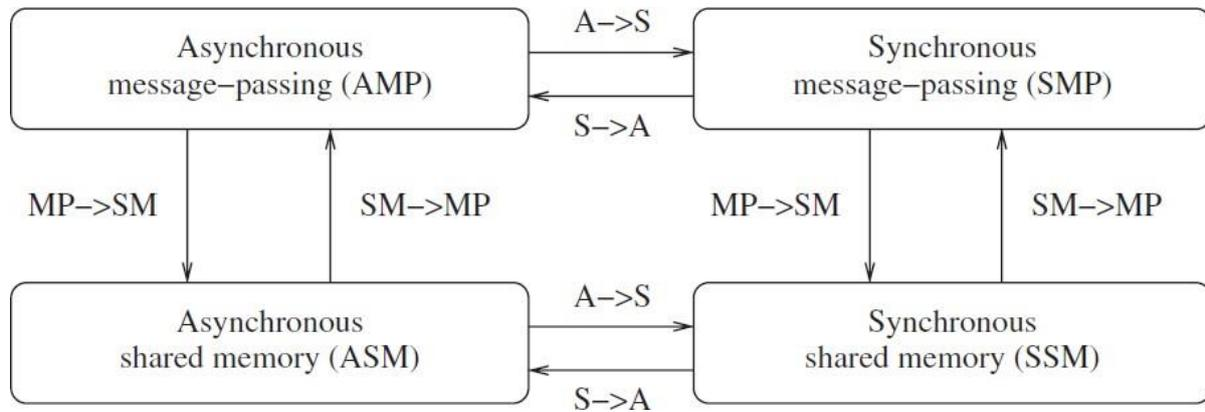 Asynchronous
message–passing (AMP)
A–>S
S–>A
Synchronous
message–passing (SMP)
MP–>SM
SM–>MP
MP–>SM
SM–>MP
Asynchronous
shared memory (ASM)
A–>S
S–>A
Synchronous
shared memory (SSM)